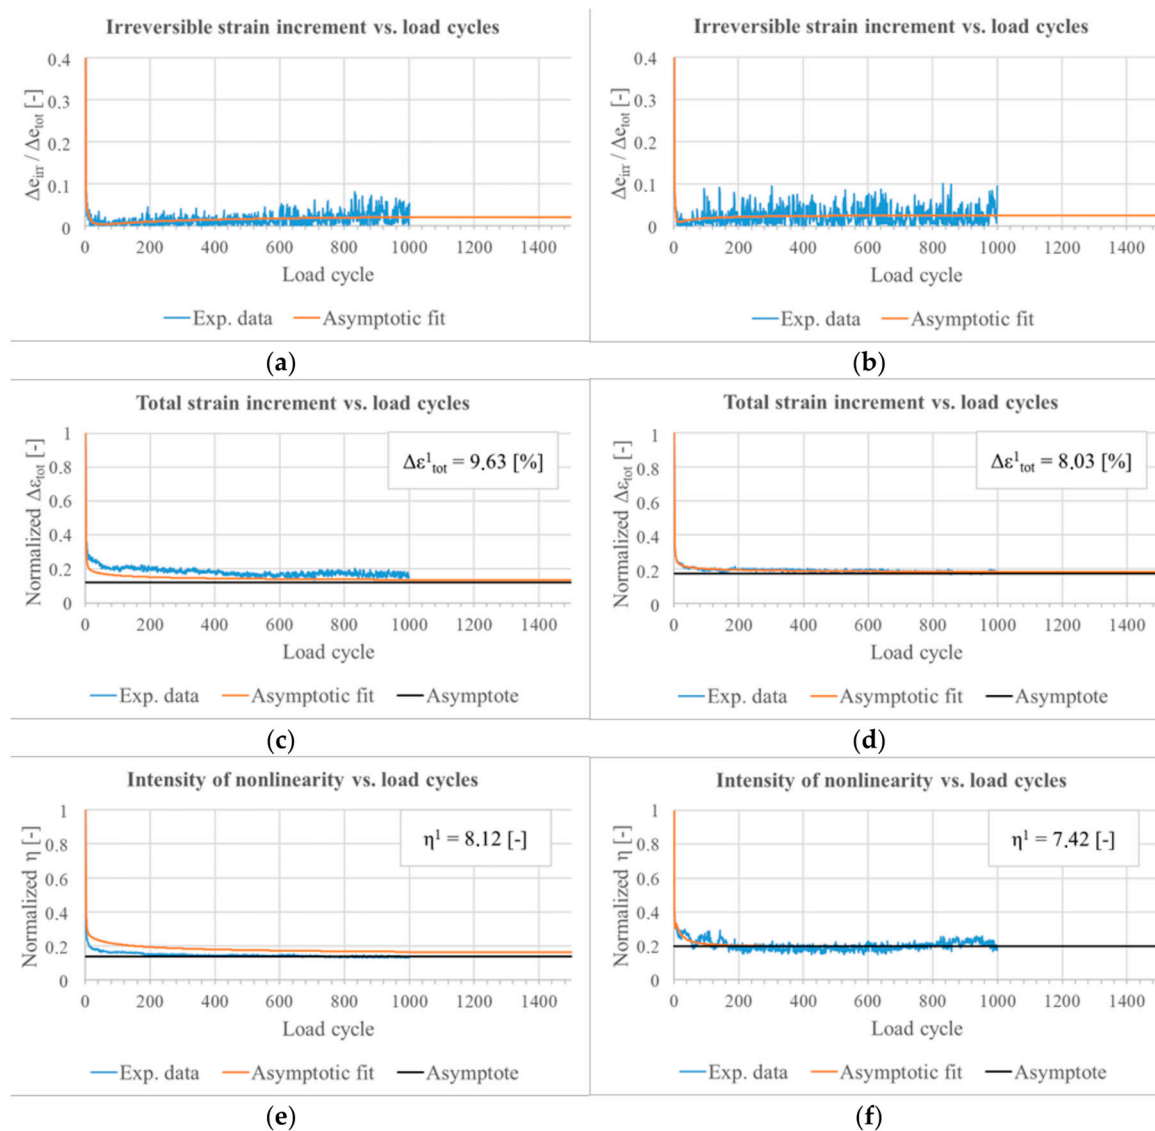 Irreversible strain increment vs. load cycles
Δe_irr / Δe_tot [-]
0.4
0.3
0.2
0.1
0
0 200 400 600 800 1000 1200 1400
Load cycle
Exp. data Asymptotic fit
(a)
Irreversible strain increment vs. load cycles
Δe_irr / Δe_tot [-]
0.4
0.3
0.2
0.1
0
0 200 400 600 800 1000 1200 1400
Load cycle
Exp. data Asymptotic fit
(b)
Total strain increment vs. load cycles
Normalized Δε_tot [-]
1
0.8
0.6
0.4
0.2
0
Δε¹_tot = 9.63 [%]
0 200 400 600 800 1000 1200 1400
Load cycle
Exp. data Asymptotic fit Asymptote
(c)
Total strain increment vs. load cycles
Normalized Δε_tot [-]
1
0.8
0.6
0.4
0.2
0
Δε¹_tot = 8.03 [%]
0 200 400 600 800 1000 1200 1400
Load cycle
Exp. data Asymptotic fit Asymptote
(d)
Intensity of nonlinearity vs. load cycles
Normalized η [-]
1
0.8
0.6
0.4
0.2
0
η¹ = 8.12 [-]
0 200 400 600 800 1000 1200 1400
Load cycle
Exp. data Asymptotic fit Asymptote
(e)
Intensity of nonlinearity vs. load cycles
Normalized η [-]
1
0.8
0.6
0.4
0.2
0
η¹ = 7.42 [-]
0 200 400 600 800 1000 1200 1400
Load cycle
Exp. data Asymptotic fit Asymptote
(f)